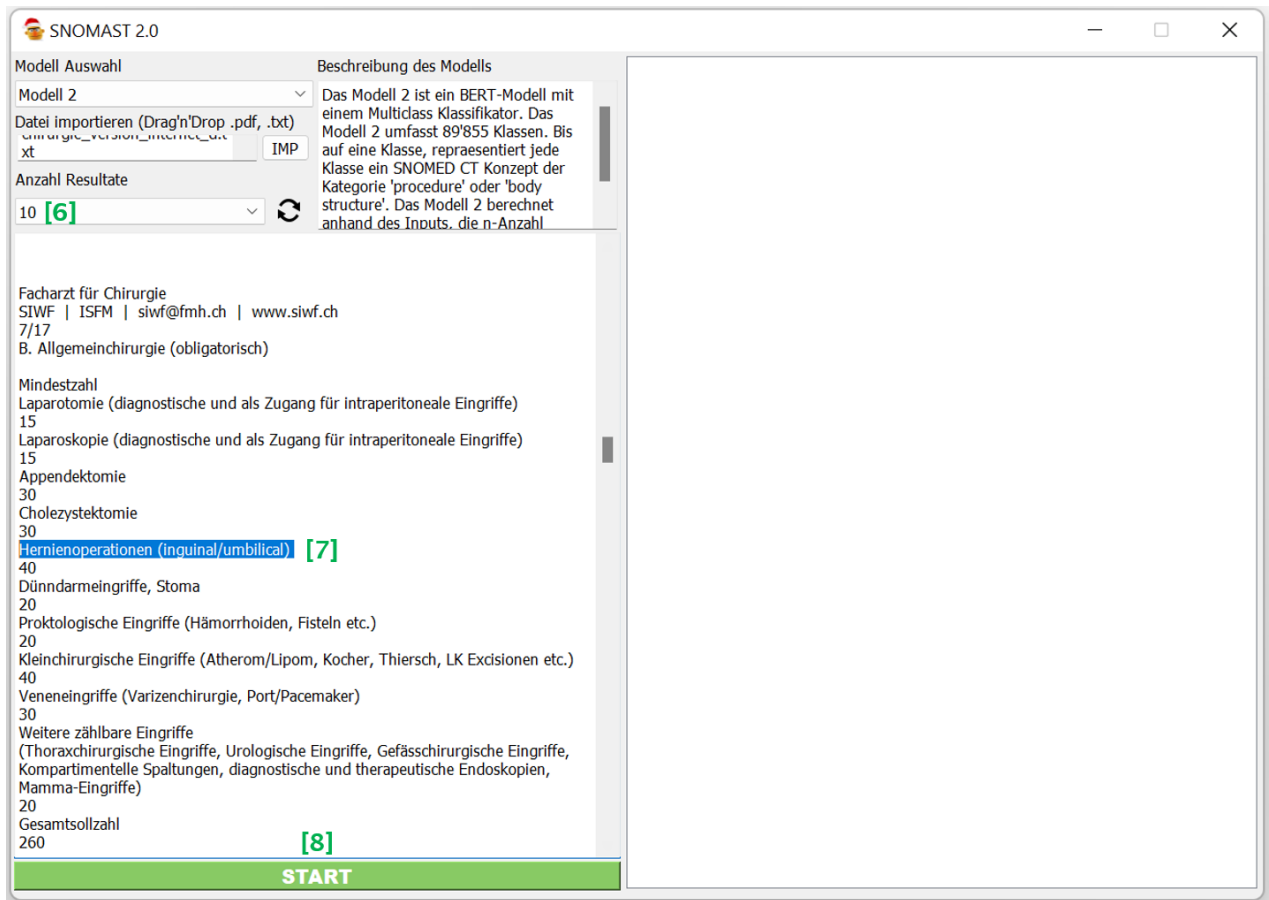 SNOMAST 2.0
Modell Auswahl
Modell 2
Datei importieren (Drag'n'Drop .pdf, .txt)
chirurgic_version_internet_d.t
xt
IMP
Anzahl Resultate
10 [6]
Beschreibung des Modells
Das Modell 2 ist ein BERT-Modell mit
einem Multiclass Klassifikator. Das
Modell 2 umfasst 89'855 Klassen. Bis
auf eine Klasse, repraesentiert jede
Klasse ein SNOMED CT Konzept der
Kategorie 'procedure' oder 'body
structure'. Das Modell 2 berechnet
anhand des Inputs, die n-Anzahl
Facharzt für Chirurgie
SIWF | ISFM | siwf@fmh.ch | www.siwf.ch
7/17
B. Allgemeinchirurgie (obligatorisch)
Mindestzahl
Laparotomie (diagnostische und als Zugang für intraperitoneale Eingriffe)
15
Laparoskopie (diagnostische und als Zugang für intraperitoneale Eingriffe)
15
Appendektomie
30
Cholezystektomie
30
Hernienoperationen (inguinal/umbilical) [7]
40
Dünndarmeingriffe, Stoma
20
Proktologische Eingriffe (Hämorrhoiden, Fisteln etc.)
20
Kleinchirurgische Eingriffe (Atherom/Lipom, Kocher, Thiersch, LK Excisionen etc.)
40
Veneneingriffe (Varizenchirurgie, Port/Pacemaker)
30
Weitere zählbare Eingriffe
(Thoraxchirurgische Eingriffe, Urologische Eingriffe, Gefässchirurgische Eingriffe,
Kompartimentelle Spaltungen, diagnostische und therapeutische Endoskopien,
Mamma-Eingriffe)
20
Gesamtsollzahl
260
[8]
START